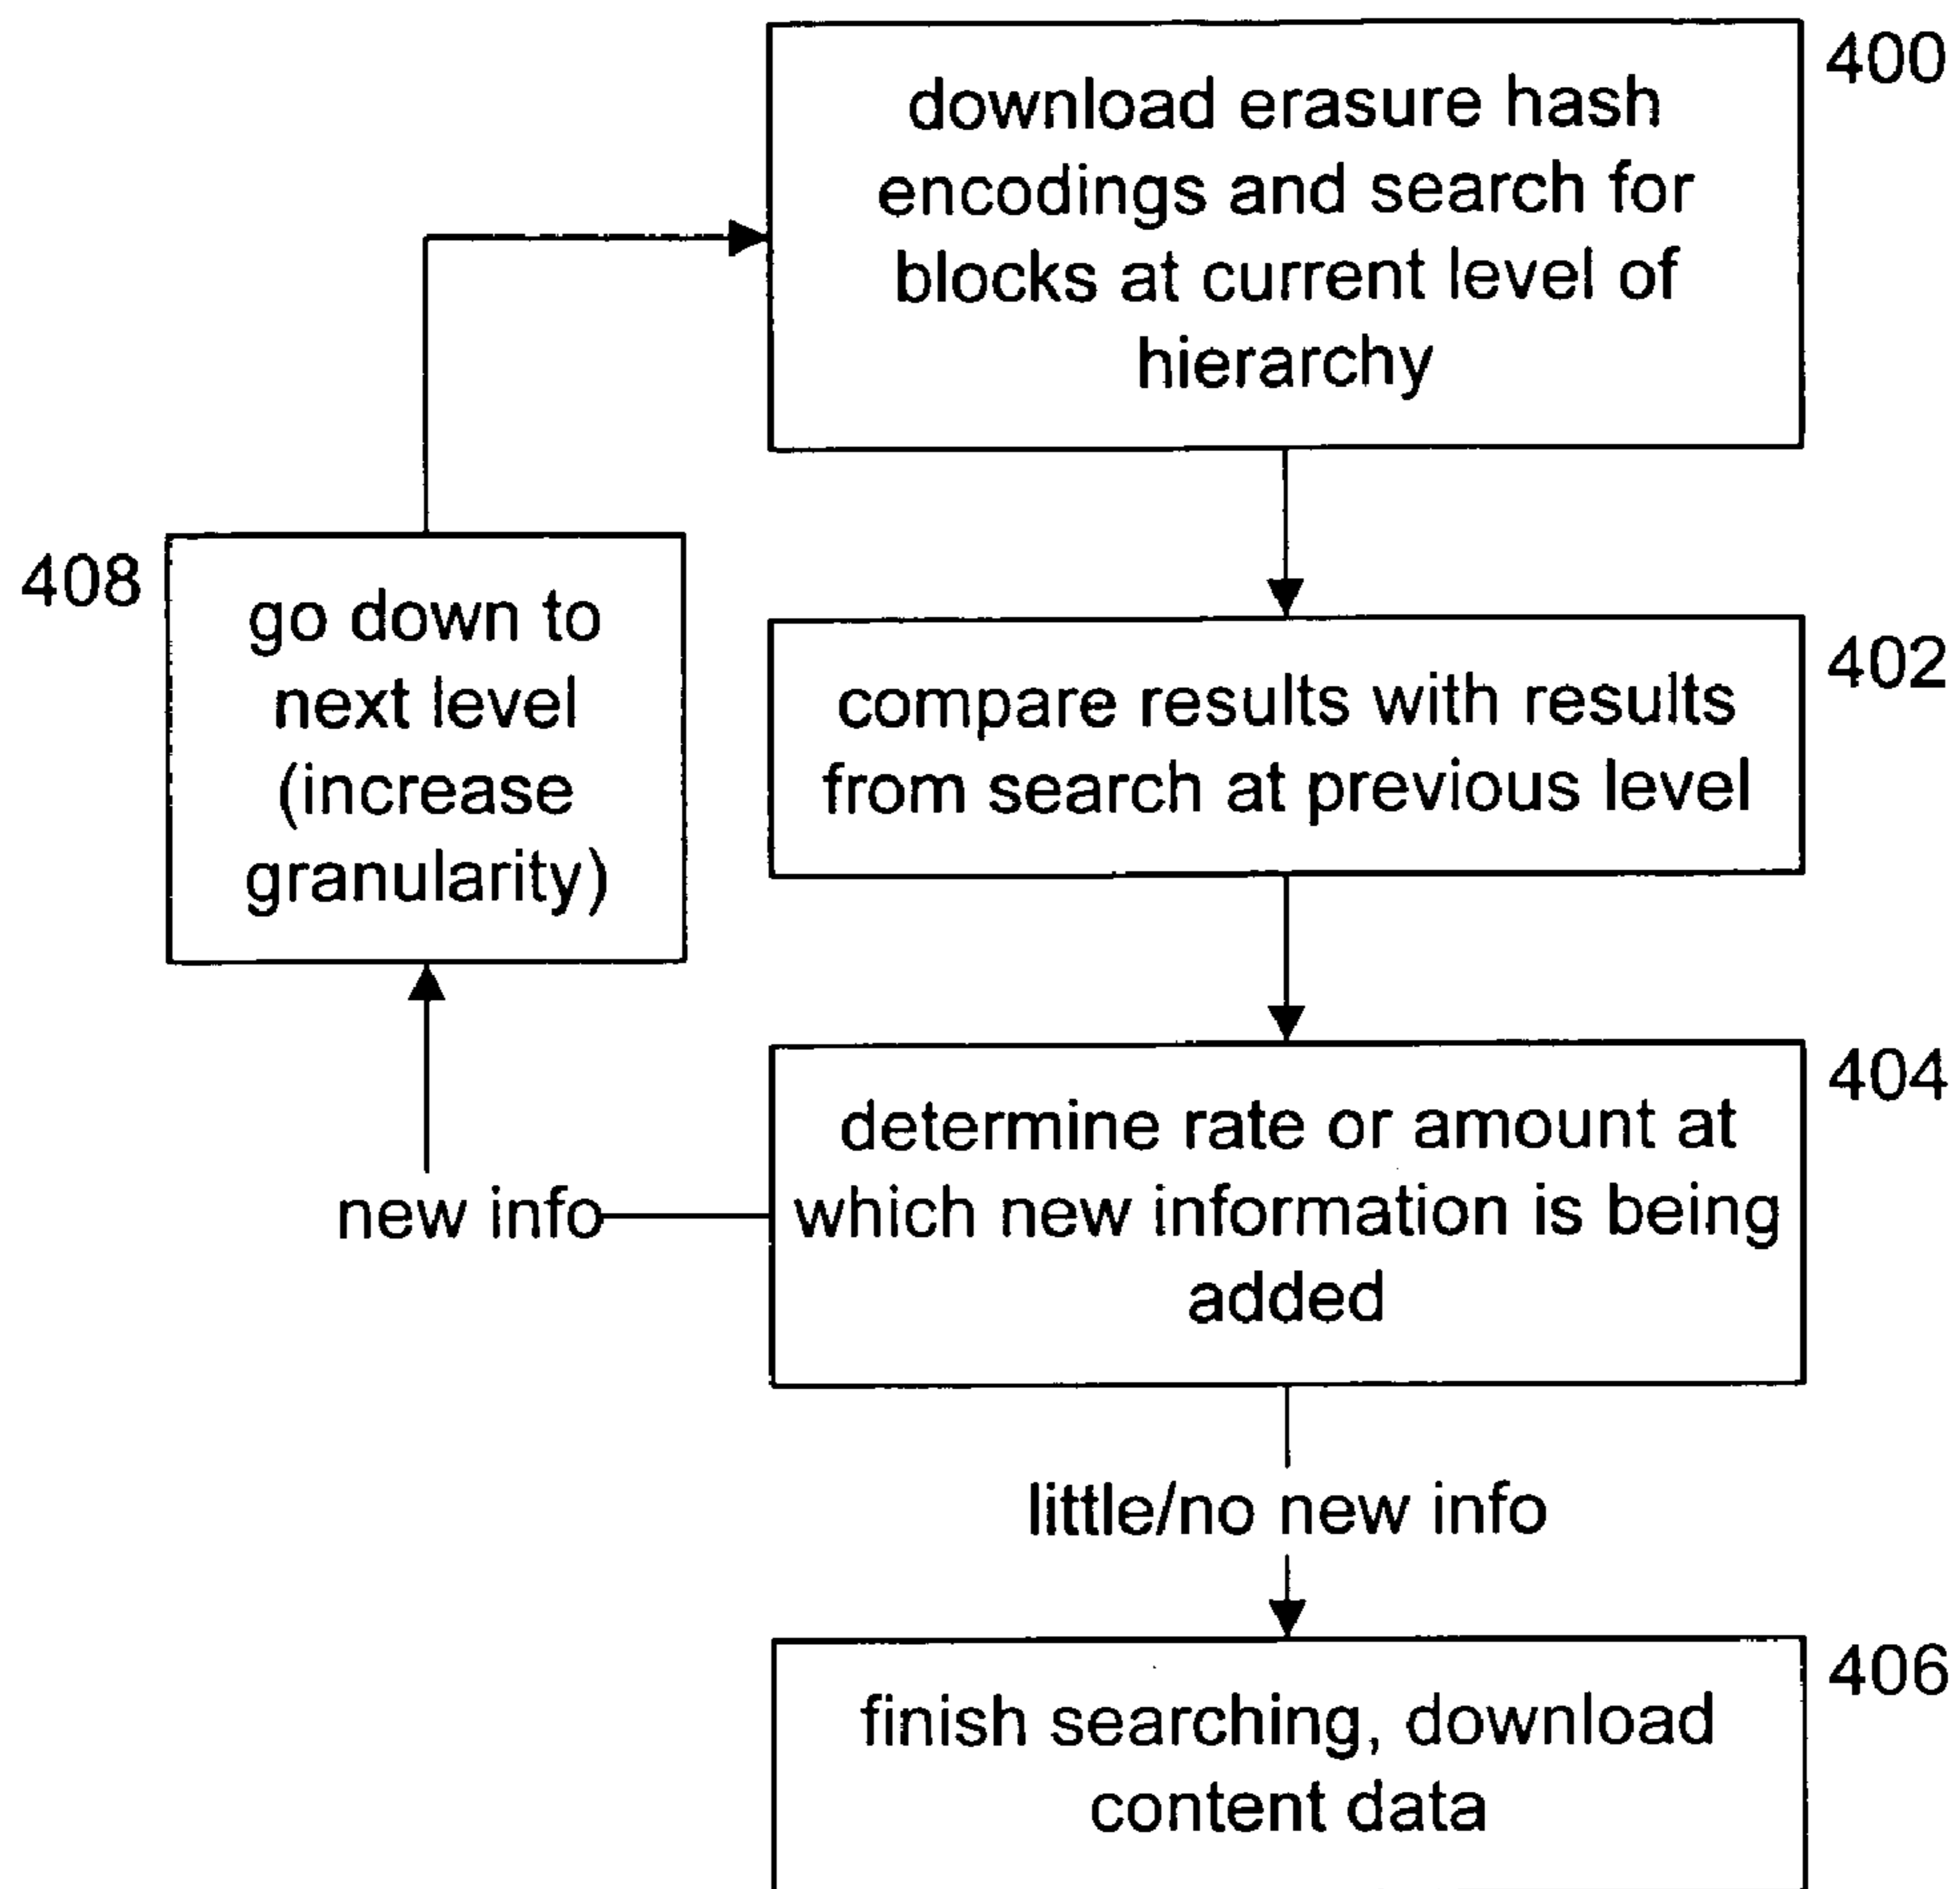 400
download erasure hash
encodings and search for
blocks at current level of
hierarchy
408
go down to
next level
(increase
granularity)
402
compare results with results
from search at previous level
404
determine rate or amount at
which new information is being
added
new info
little/no new info
406
finish searching, download
content data